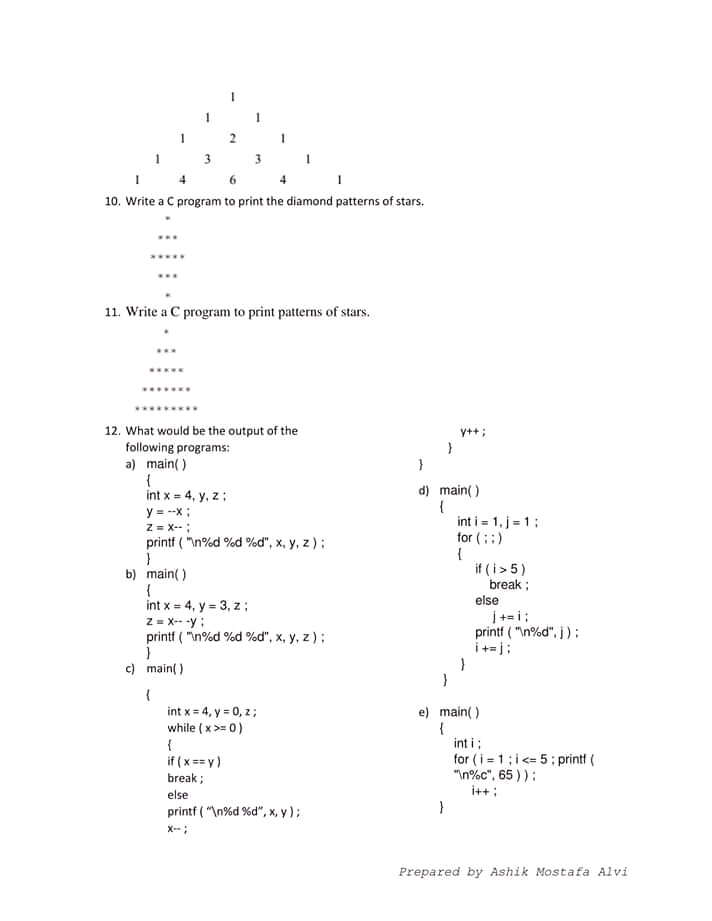 1
1 1
1 2 1
1 3 3 1
1 4 6 4 1
10. Write a C program to print the diamond patterns of stars.
*
***
*****
***
*
11. Write a C program to print patterns of stars.
*
***
*****
*******
*********
12. What would be the output of the
following programs:
a) main( )
{
int x = 4, y, z ;
y = --x ;
z = x-- ;
printf ( "\n%d %d %d", x, y, z ) ;
}
b) main( )
{
int x = 4, y = 3, z ;
z = x-- -y ;
printf ( "\n%d %d %d", x, y, z ) ;
}
c) main( )
{
int x = 4, y = 0, z ;
while ( x >= 0 )
{
if ( x == y )
break ;
else
printf ( “\n%d %d”, x, y ) ;
x-- ;
y++ ;
}
}
d) main( )
{
int i = 1, j = 1 ;
for ( ; ; )
{
if ( i > 5 )
break ;
else
j += i ;
printf ( "\n%d", j ) ;
i += j ;
}
}
e) main( )
{
int i ;
for ( i = 1 ; i <= 5 ; printf (
"\n%c", 65 ) ) ;
i++ ;
}
Prepared by Ashik Mostafa Alvi